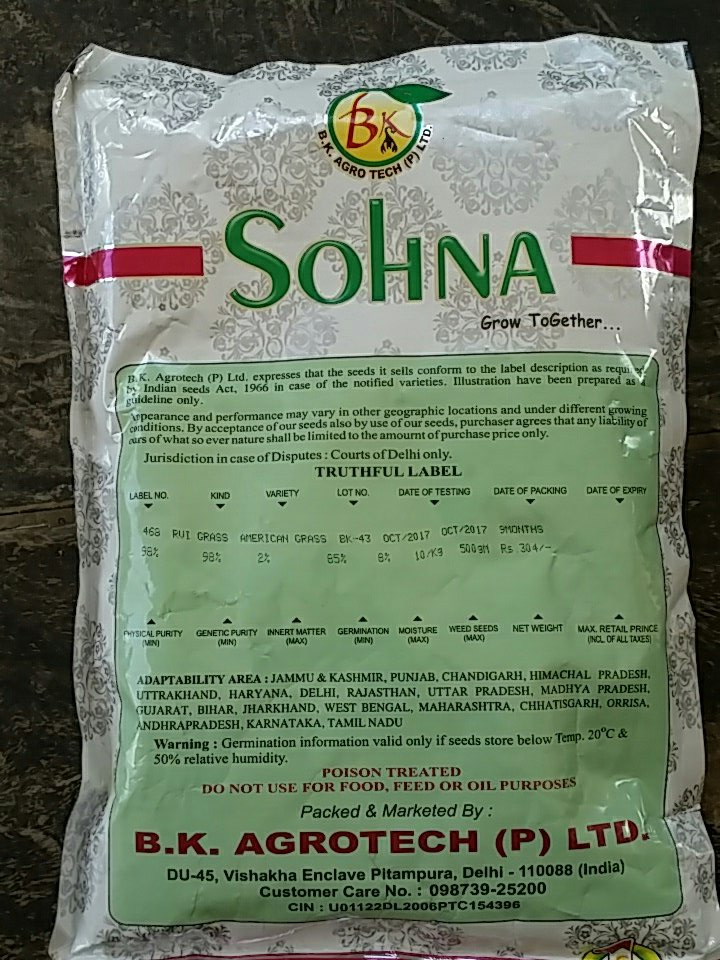 BK
B.K. AGRO TECH (P) LTD.
SOHNA
Grow ToGether...
B.K. Agrotech (P) Ltd, expresses that the seeds it sells conform to the label description as required
by Indian seeds Act, 1966 in case of the notified varieties. Illustration have been prepared as a
guideline only.
Appearance and performance may vary in other geographic locations and under different growing
conditions. By acceptance of our seeds also by use of our seeds, purchaser agrees that any liability of
ours of what so ever nature shall be limited to the amournt of purchase price only.
Jurisdiction in case of Disputes : Courts of Delhi only.
TRUTHFUL LABEL
LABEL NO. KIND VARIETY LOT NO. DATE OF TESTING DATE OF PACKING DATE OF EXPIRY
468 RUI GRASS AMERICAN GRASS BK-43 OCT/2017 OCT/2017 9MONTHS
98% 98% 2% 85% 8% 10/Kg 500GM Rs.304/-
PHYSICAL PURITY GENETIC PURITY INNERT MATTER GERMINATION MOISTURE WEED SEEDS NET WEIGHT MAX. RETAIL PRINCE
(MIN) (MIN) (MAX) (MIN) (MAX) (MAX) (INCL. OF ALL TAXES)
ADAPTABILITY AREA : JAMMU & KASHMIR, PUNJAB, CHANDIGARH, HIMACHAL PRADESH,
UTTRAKHAND, HARYANA, DELHI, RAJASTHAN, UTTAR PRADESH, MADHYA PRADESH,
GUJARAT, BIHAR, JHARKHAND, WEST BENGAL, MAHARASHTRA, CHHATISGARH, ORRISA,
ANDHRAPRADESH, KARNATAKA, TAMIL NADU
Warning : Germination information valid only if seeds store below Temp. 20°C &
50% relative humidity.
POISON TREATED
DO NOT USE FOR FOOD, FEED OR OIL PURPOSES
Packed & Marketed By :
B.K. AGROTECH (P) LTD.
DU-45, Vishakha Enclave Pitampura, Delhi - 110088 (India)
Customer Care No. : 098739-25200
CIN : U01122DL2006PTC154396